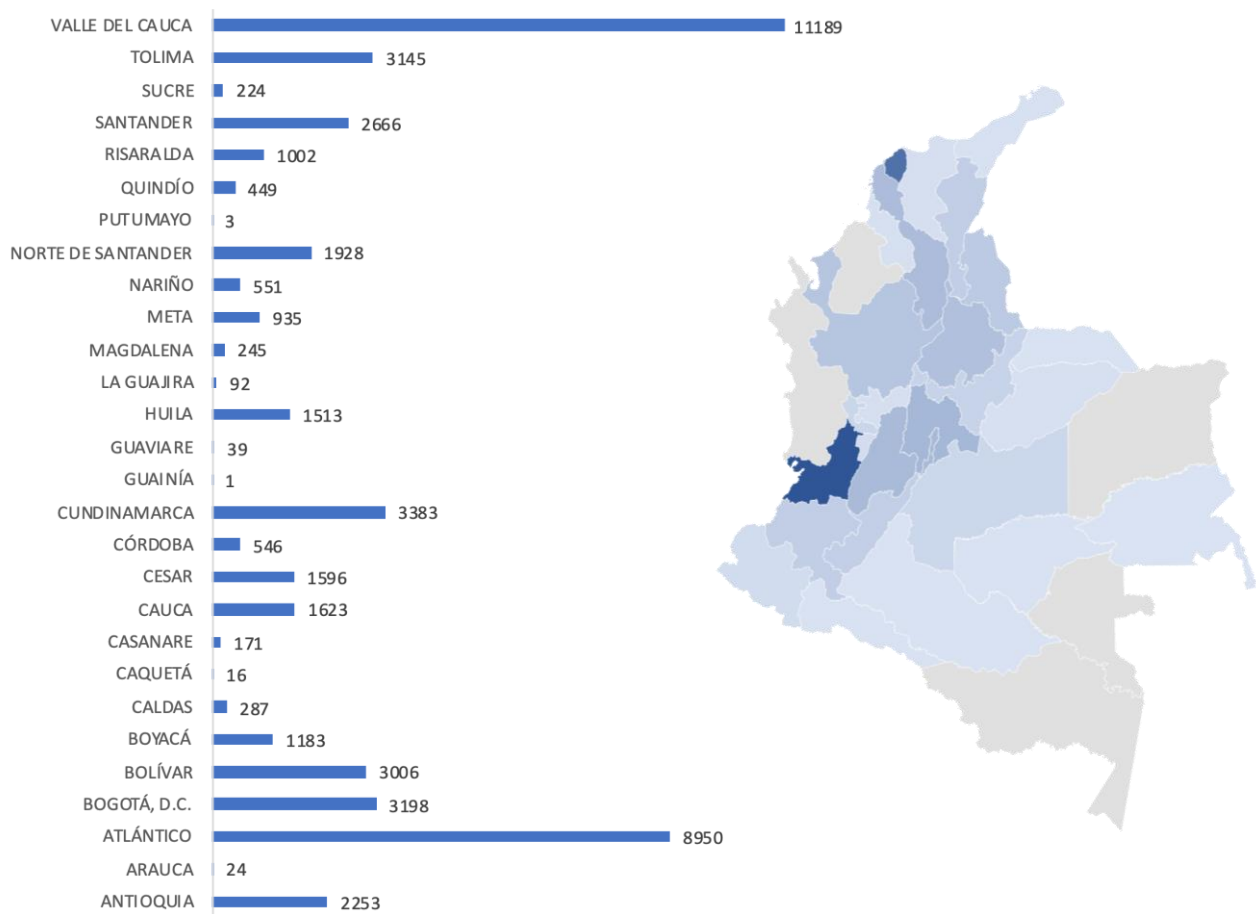 VALLE DEL CAUCA 11189
TOLIMA 3145
SUCRE 224
SANTANDER 2666
RISARALDA 1002
QUINDÍO 449
PUTUMAYO 3
NORTE DE SANTANDER 1928
NARIÑO 551
META 935
MAGDALENA 245
LA GUAJIRA 92
HUILA 1513
GUAVIARE 39
GUAINÍA 1
CUNDINAMARCA 3383
CÓRDOBA 546
CESAR 1596
CAUCA 1623
CASANARE 171
CAQUETÁ 16
CALDAS 287
BOYACÁ 1183
BOLÍVAR 3006
BOGOTÁ, D.C. 3198
ATLÁNTICO 8950
ARAUCA 24
ANTIOQUIA 2253